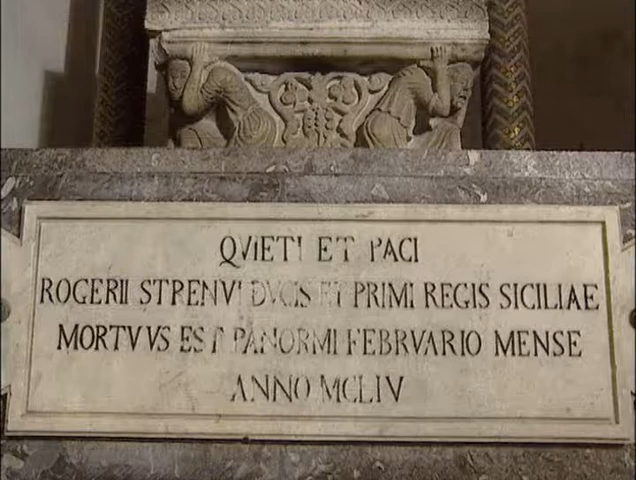 QVIETI ET PACI
ROGERII STRENVI DVCIS ET PRIMI REGIS SICILIAE
MORTVVS EST PANORMI FEBRVARIO MENSE
ANNO MCLIV